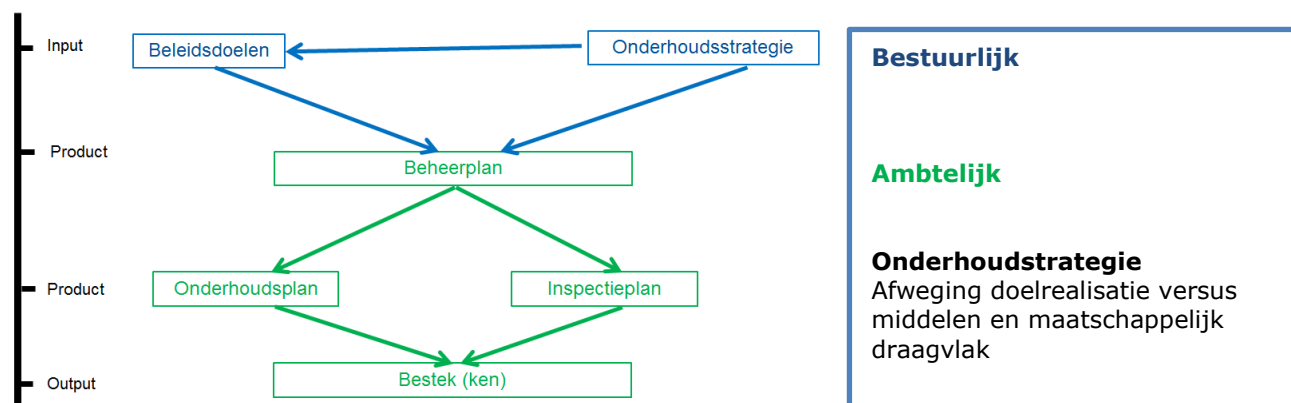 Input
Beleidsdoelen
Onderhoudsstrategie
Product
Beheerplan
Product
Onderhoudsplan
Inspectieplan
Output
Bestek (ken)
Bestuurlijk
Ambtelijk
Onderhoudstrategie
Afweging doelrealisatie versus
middelen en maatschappelijk
draagvlak